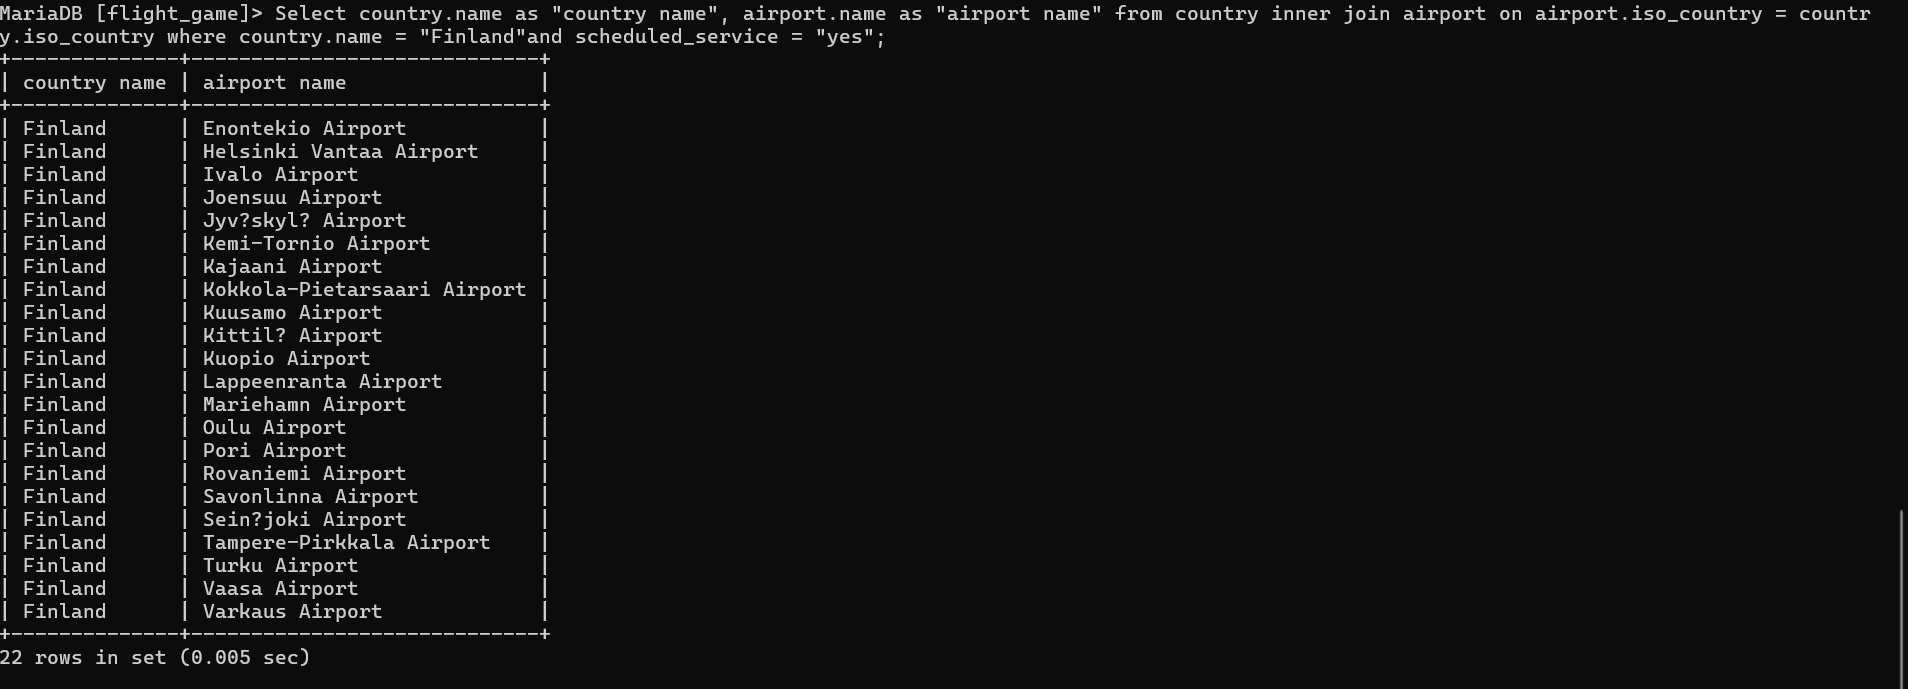 MariaDB [flight_game]> Select country.name as "country name", airport.name as "airport name" from country inner join airport on airport.iso_country = countr
y.iso_country where country.name = "Finland"and scheduled_service = "yes";
+--------------+----------------------------+
| country name | airport name               |
+--------------+----------------------------+
| Finland      | Enontekio Airport          |
| Finland      | Helsinki Vantaa Airport    |
| Finland      | Ivalo Airport              |
| Finland      | Joensuu Airport            |
| Finland      | Jyv?skyl? Airport          |
| Finland      | Kemi-Tornio Airport        |
| Finland      | Kajaani Airport            |
| Finland      | Kokkola-Pietarsaari Airport |
| Finland      | Kuusamo Airport            |
| Finland      | Kittil? Airport            |
| Finland      | Kuopio Airport             |
| Finland      | Lappeenranta Airport       |
| Finland      | Mariehamn Airport          |
| Finland      | Oulu Airport               |
| Finland      | Pori Airport               |
| Finland      | Rovaniemi Airport          |
| Finland      | Savonlinna Airport         |
| Finland      | Sein?joki Airport          |
| Finland      | Tampere-Pirkkala Airport   |
| Finland      | Turku Airport              |
| Finland      | Vaasa Airport              |
| Finland      | Varkaus Airport            |
+--------------+----------------------------+
22 rows in set (0.005 sec)